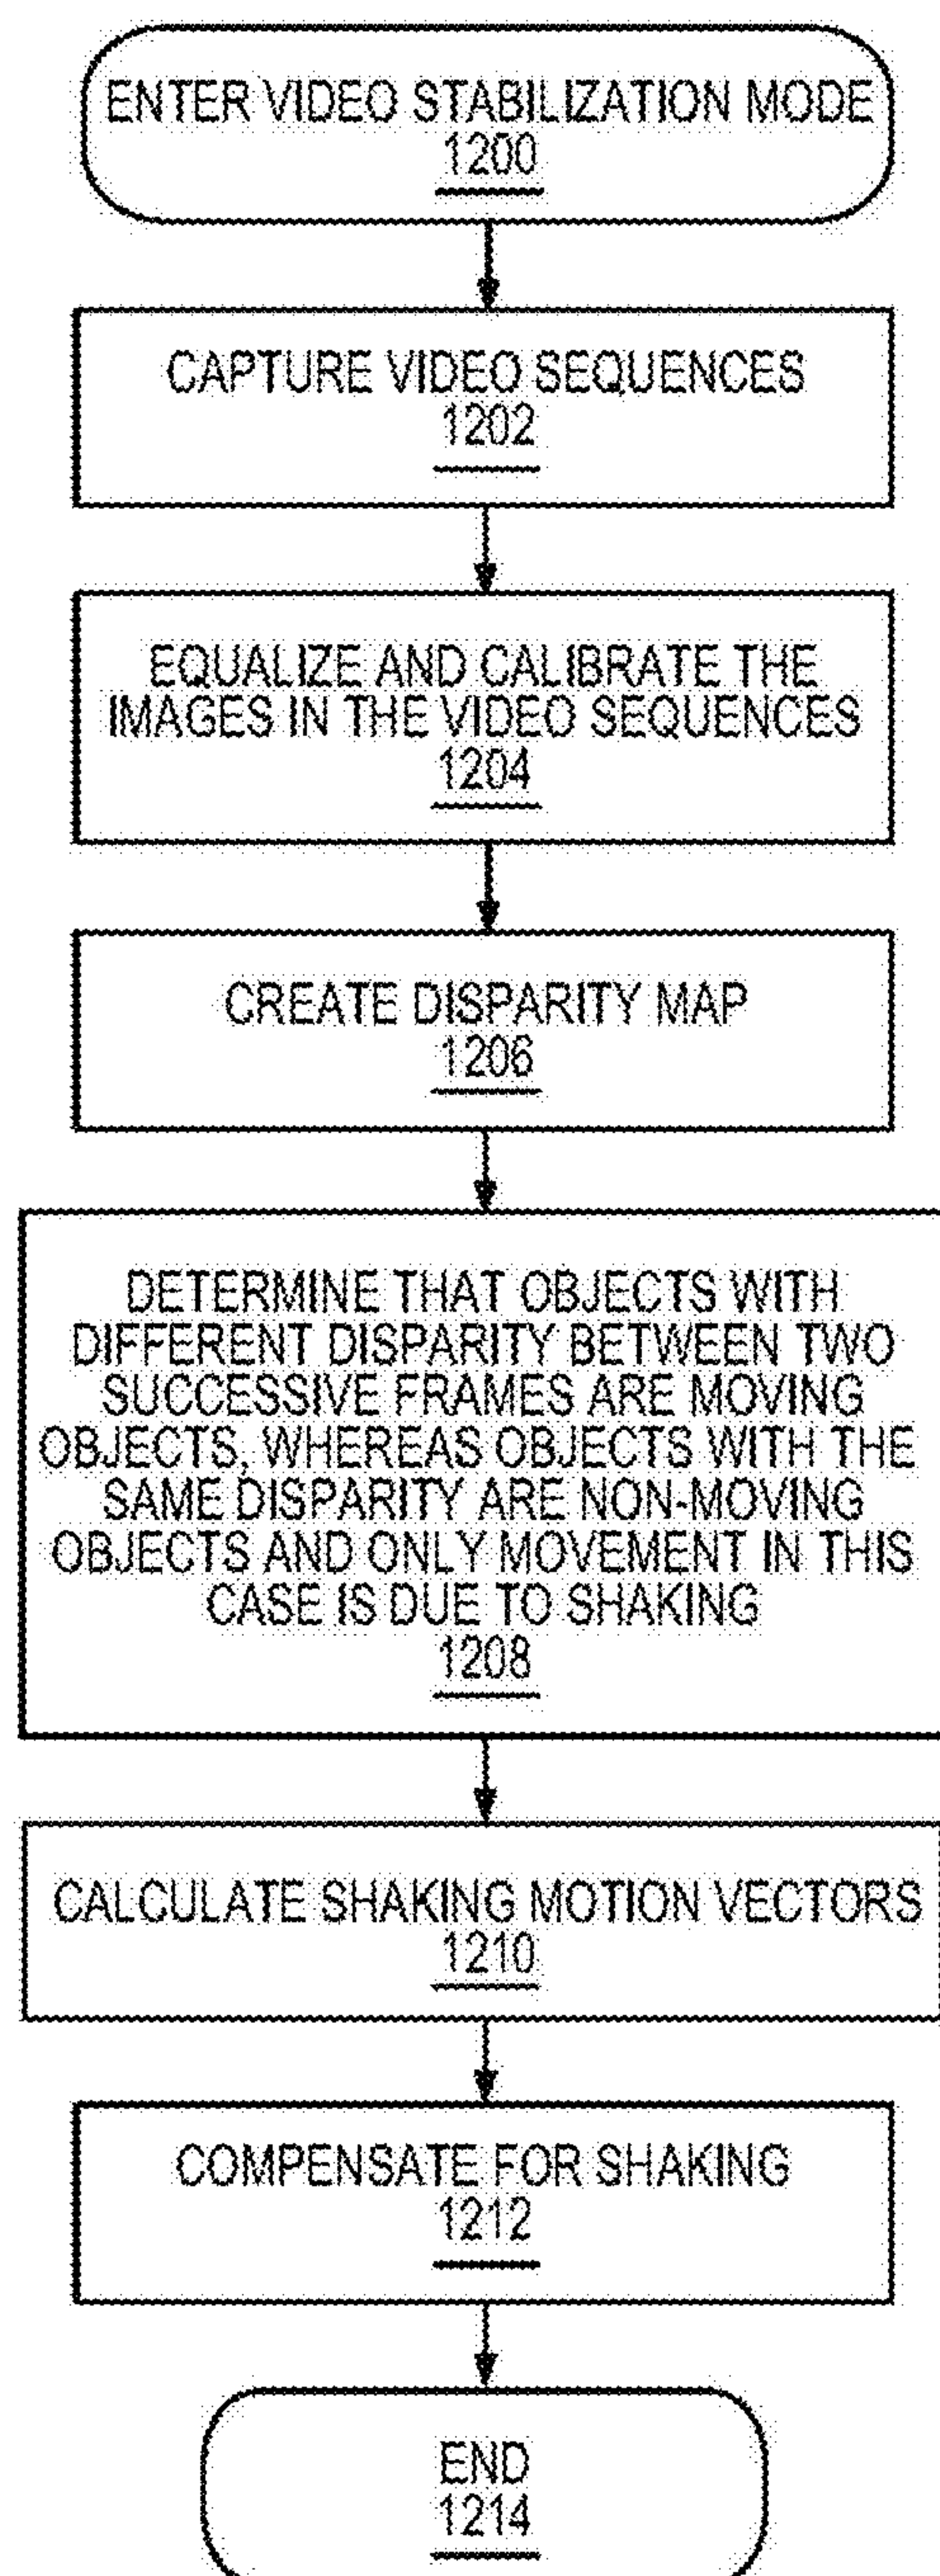 ENTER VIDEO STABILIZATION MODE
1200
CAPTURE VIDEO SEQUENCES
1202
EQUALIZE AND CALIBRATE THE
IMAGES IN THE VIDEO SEQUENCES
1204
CREATE DISPARITY MAP
1206
DETERMINE THAT OBJECTS WITH
DIFFERENT DISPARITY BETWEEN TWO
SUCCESSIVE FRAMES ARE MOVING
OBJECTS, WHEREAS OBJECTS WITH THE
SAME DISPARITY ARE NON-MOVING
OBJECTS AND ONLY MOVEMENT IN THIS
CASE IS DUE TO SHAKING
1208
CALCULATE SHAKING MOTION VECTORS
1210
COMPENSATE FOR SHAKING
1212
END
1214